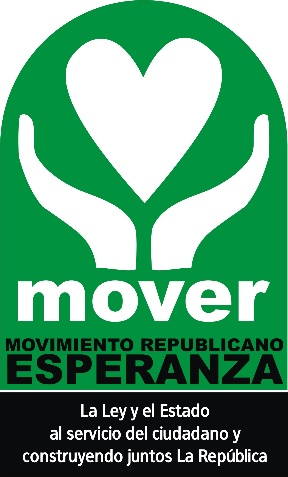 mover
MOVIMIENTO REPUBLICANO
ESPERANZA
La Ley y el Estado
al servicio del ciudadano y
construyendo juntos La República